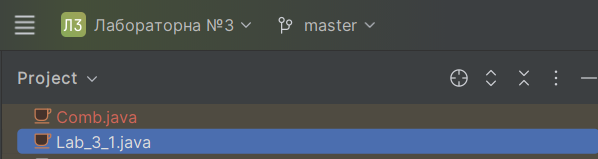 ЛЗ Лабораторна №3 master
Project
Comb.java
Lab_3_1.java